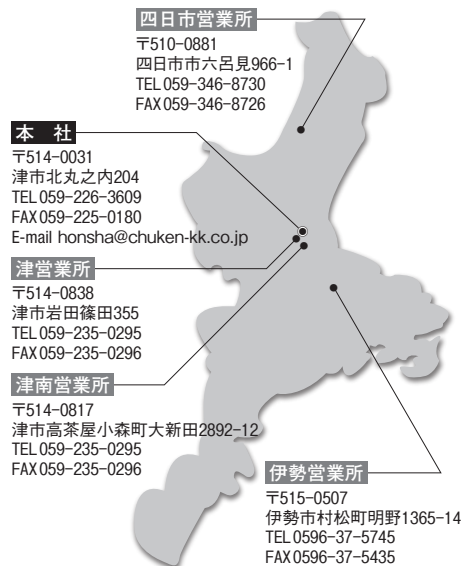 四日市営業所
〒510-0881
四日市市六呂見966-1
TEL 059-346-8730
FAX 059-346-8726
本 社
〒514-0031
津市北丸之内204
TEL 059-226-3609
FAX 059-225-0180
E-mail honsha@chuken-kk.co.jp
津営業所
〒514-0838
津市岩田篠田355
TEL 059-235-0295
FAX 059-235-0296
津南営業所
〒514-0817
津市高茶屋小森町大新田2892-12
TEL 059-235-0295
FAX 059-235-0296
伊勢営業所
〒515-0507
伊勢市村松町明野1365-14
TEL 0596-37-5745
FAX 0596-37-5435